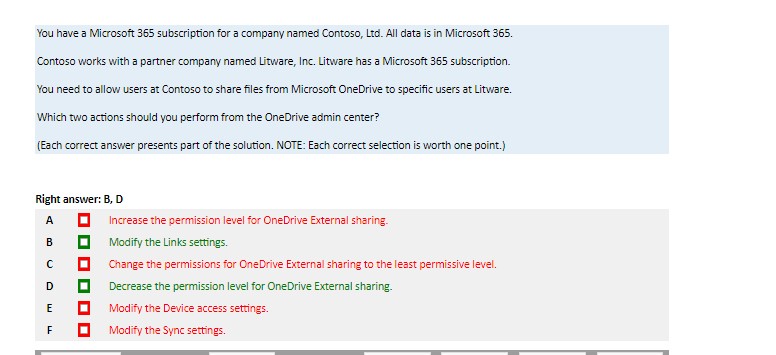 You have a Microsoft 365 subscription for a company named Contoso, Ltd. All data is in Microsoft 365.
Contoso works with a partner company named Litware, Inc. Litware has a Microsoft 365 subscription.
You need to allow users at Contoso to share files from Microsoft OneDrive to specific users at Litware.
Which two actions should you perform from the OneDrive admin center?
(Each correct answer presents part of the solution. NOTE: Each correct selection is worth one point.)
Right answer: B, D
A Increase the permission level for OneDrive External sharing.
B Modify the Links settings.
C Change the permissions for OneDrive External sharing to the least permissive level.
D Decrease the permission level for OneDrive External sharing.
E Modify the Device access settings.
F Modify the Sync settings.